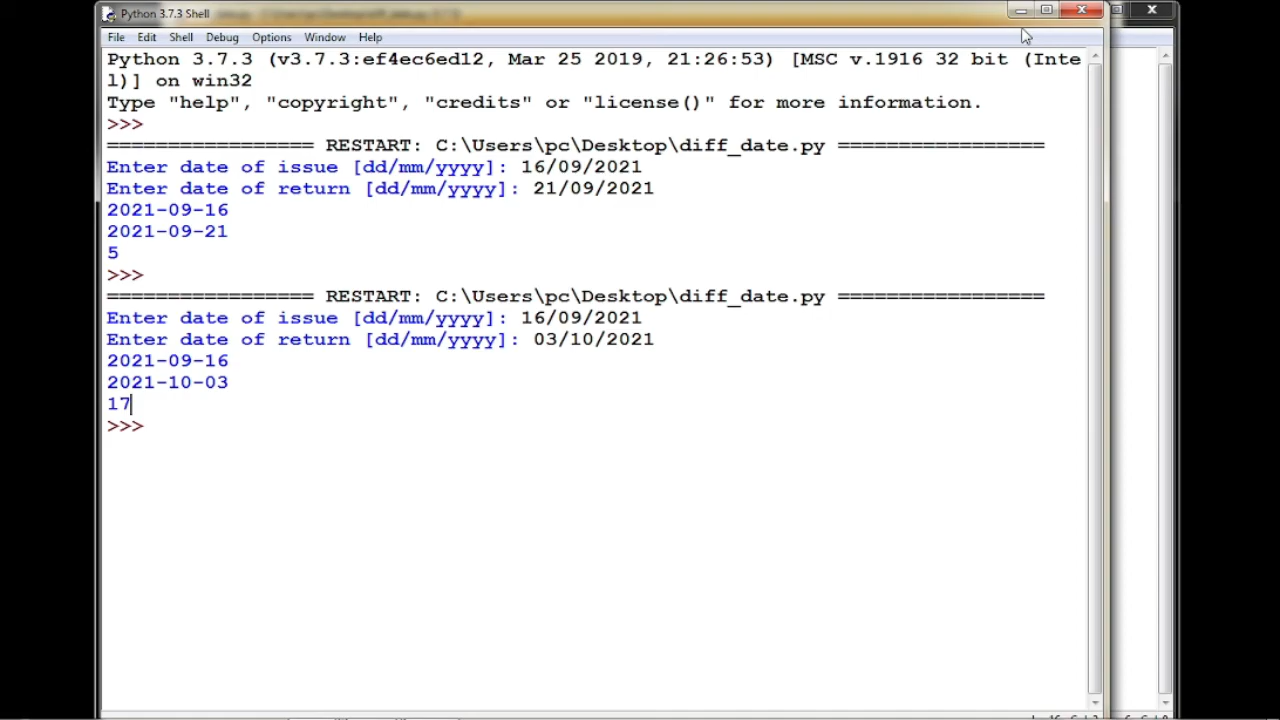 Python 3.7.3 Shell
File Edit Shell Debug Options Window Help
Python 3.7.3 (v3.7.3:ef4ec6ed12, Mar 25 2019, 21:26:53) [MSC v.1916 32 bit (Inte
l)] on win32
Type "help", "copyright", "credits" or "license()" for more information.
>>>
================= RESTART: C:\Users\pc\Desktop\diff_date.py =================
Enter date of issue [dd/mm/yyyy]: 16/09/2021
Enter date of return [dd/mm/yyyy]: 21/09/2021
2021-09-16
2021-09-21
5
>>>
================= RESTART: C:\Users\pc\Desktop\diff_date.py =================
Enter date of issue [dd/mm/yyyy]: 16/09/2021
Enter date of return [dd/mm/yyyy]: 03/10/2021
2021-09-16
2021-10-03
17
>>>